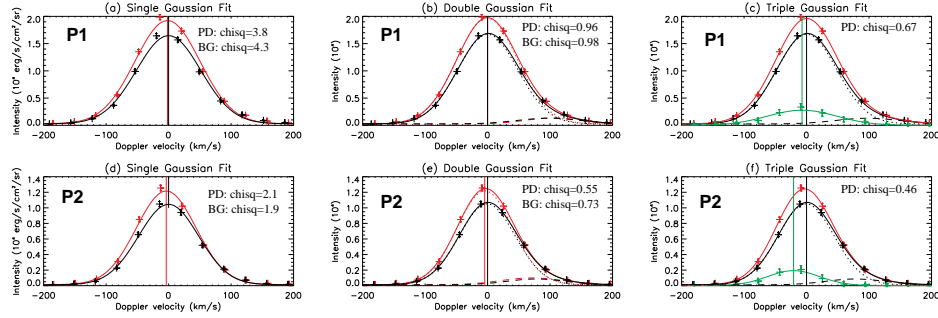 (a) Single Gaussian Fit
P1
PD: chisq=3.8
BG: chisq=4.3
Intensity (10⁴ erg/s/cm²/sr)
2.0
1.5
1.0
0.5
-200 -100 0 100 200
Doppler velocity (km/s)
(b) Double Gaussian Fit
P1
PD: chisq=0.96
BG: chisq=0.98
Intensity (10⁴)
2.0
1.5
1.0
0.5
-200 -100 0 100 200
Doppler velocity (km/s)
(c) Triple Gaussian Fit
P1
PD: chisq=0.67
Intensity (10⁴)
2.0
1.5
1.0
0.5
-200 -100 0 100 200
Doppler velocity (km/s)
(d) Single Gaussian Fit
P2
PD: chisq=2.1
BG: chisq=1.9
Intensity (10⁴ erg/s/cm²/sr)
1.4
1.2
1.0
0.8
0.6
0.4
0.2
0.0
-200 -100 0 100 200
Doppler velocity (km/s)
(e) Double Gaussian Fit
P2
PD: chisq=0.55
BG: chisq=0.73
Intensity (10⁴)
1.4
1.2
1.0
0.8
0.6
0.4
0.2
0.0
-200 -100 0 100 200
Doppler velocity (km/s)
(f) Triple Gaussian Fit
P2
PD: chisq=0.46
Intensity (10⁴)
1.4
1.2
1.0
0.8
0.6
0.4
0.2
0.0
-200 -100 0 100 200
Doppler velocity (km/s)